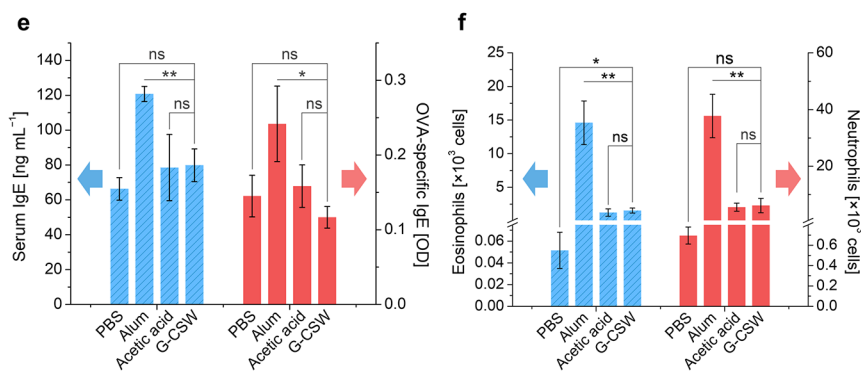 e
Serum IgE [ng mL⁻¹]
140
120
100
80
60
40
20
0
ns
**
ns
ns
*
ns
0.3
0.2
0.1
0.0
OVA-specific IgE [OD]
PBS
Alum
Acetic acid
G-CSW
PBS
Alum
Acetic acid
G-CSW
f
Eosinophils [×10³ cells]
25
20
15
10
5
0.06
0.04
0.02
0.00
*
**
ns
ns
**
ns
60
40
20
0.6
0.4
0.2
0.0
Neutrophils [×10³ cells]
PBS
Alum
Acetic acid
G-CSW
PBS
Alum
Acetic acid
G-CSW